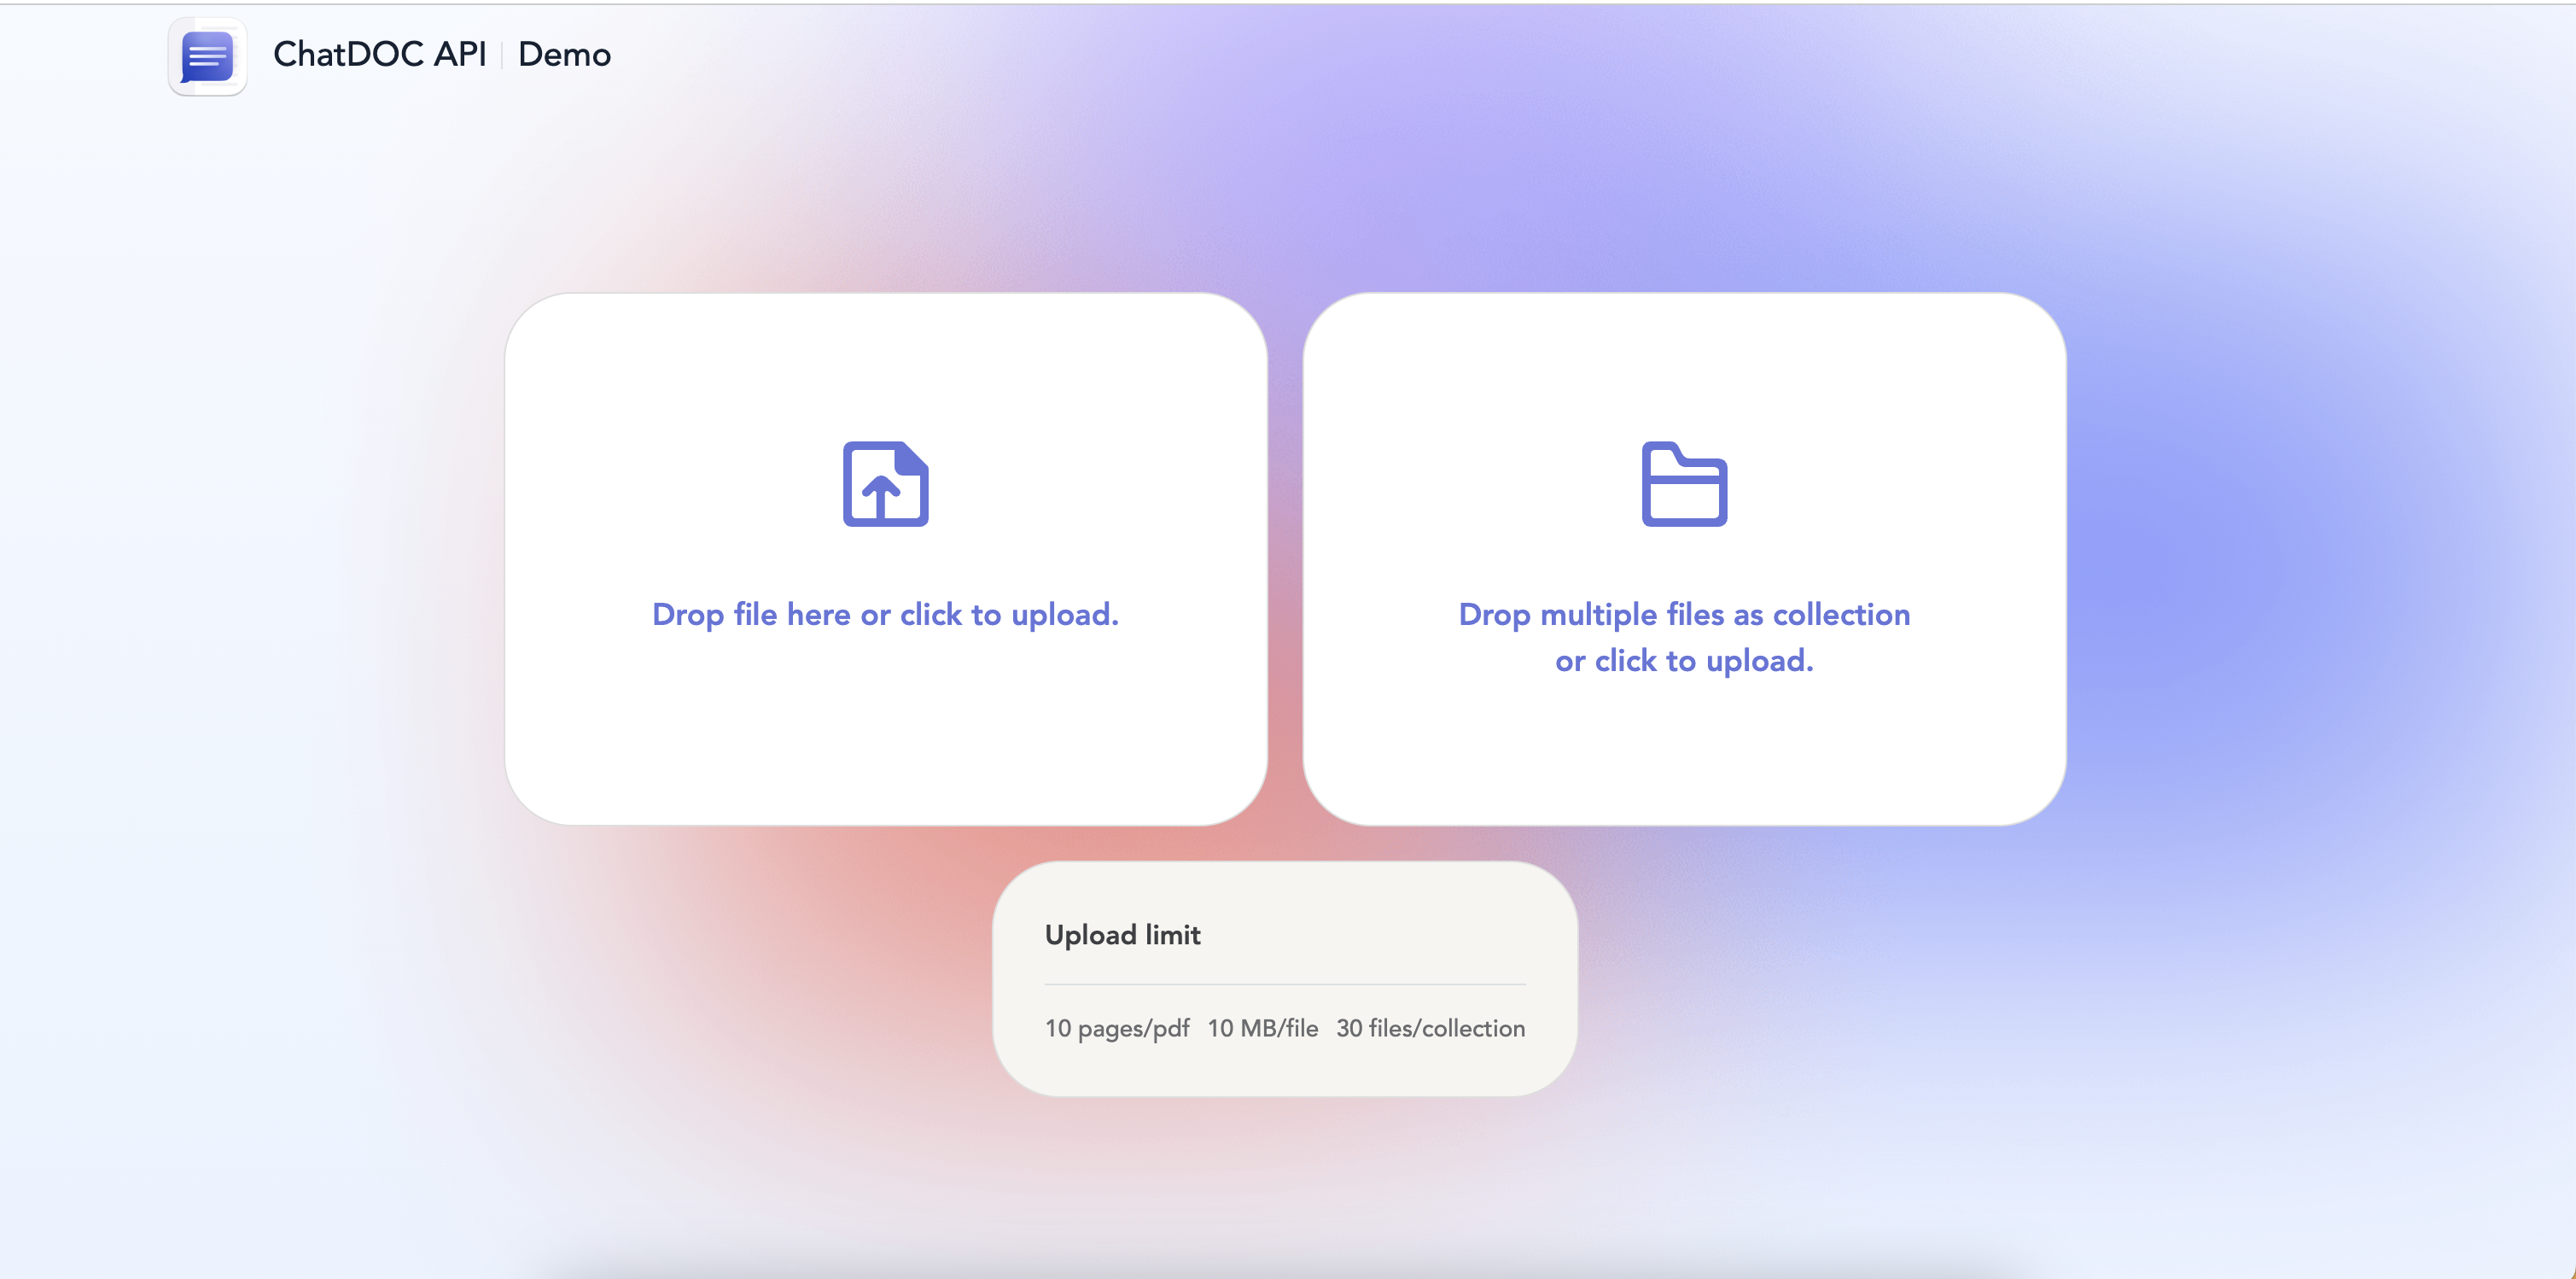 ChatDOC API | Demo
Drop file here or click to upload.
Drop multiple files as collection
or click to upload.
Upload limit
10 pages/pdf 10 MB/file 30 files/collection